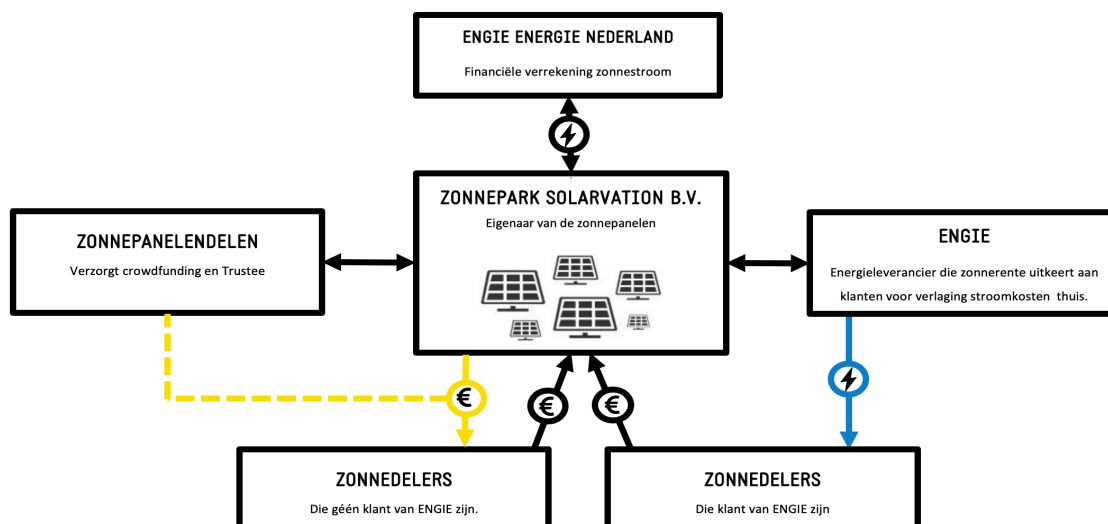 ENGIE ENERGIE NEDERLAND
Financiële verrekening zonnestroom
ZONNEPARK SOLARVATION B.V.
Eigenaar van de zonnepanelen
ZONNEPANELENDELEN
Verzorgt crowdfunding en Trustee
ENGIE
Energieleverancier die zonnerente uitkeert aan
klanten voor verlaging stroomkosten thuis.
€
€
€
ZONNEDELERS
Die géén klant van ENGIE zijn.
ZONNEDELERS
Die klant van ENGIE zijn